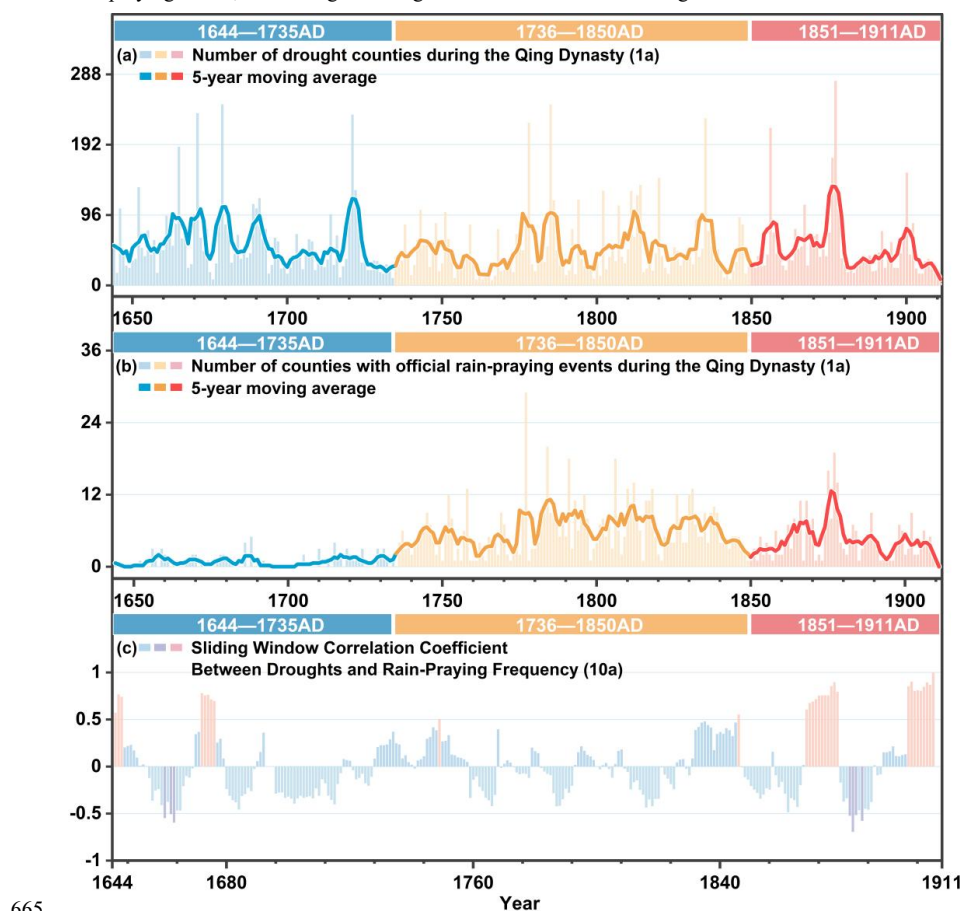 1644—1735AD 1736—1850AD 1851—1911AD
(a) Number of drought counties during the Qing Dynasty (1a)
5-year moving average
288
192
96
0
1650 1700 1750 1800 1850 1900
1644—1735AD 1736—1850AD 1851—1911AD
36
(b) Number of counties with official rain-praying events during the Qing Dynasty (1a)
5-year moving average
24
12
0
1650 1700 1750 1800 1850 1900
1644—1735AD 1736—1850AD 1851—1911AD
(c) Sliding Window Correlation Coefficient
Between Droughts and Rain-Praying Frequency (10a)
1
0.5
0
-0.5
-1
1644 1680 1760 1840 1911
Year
665